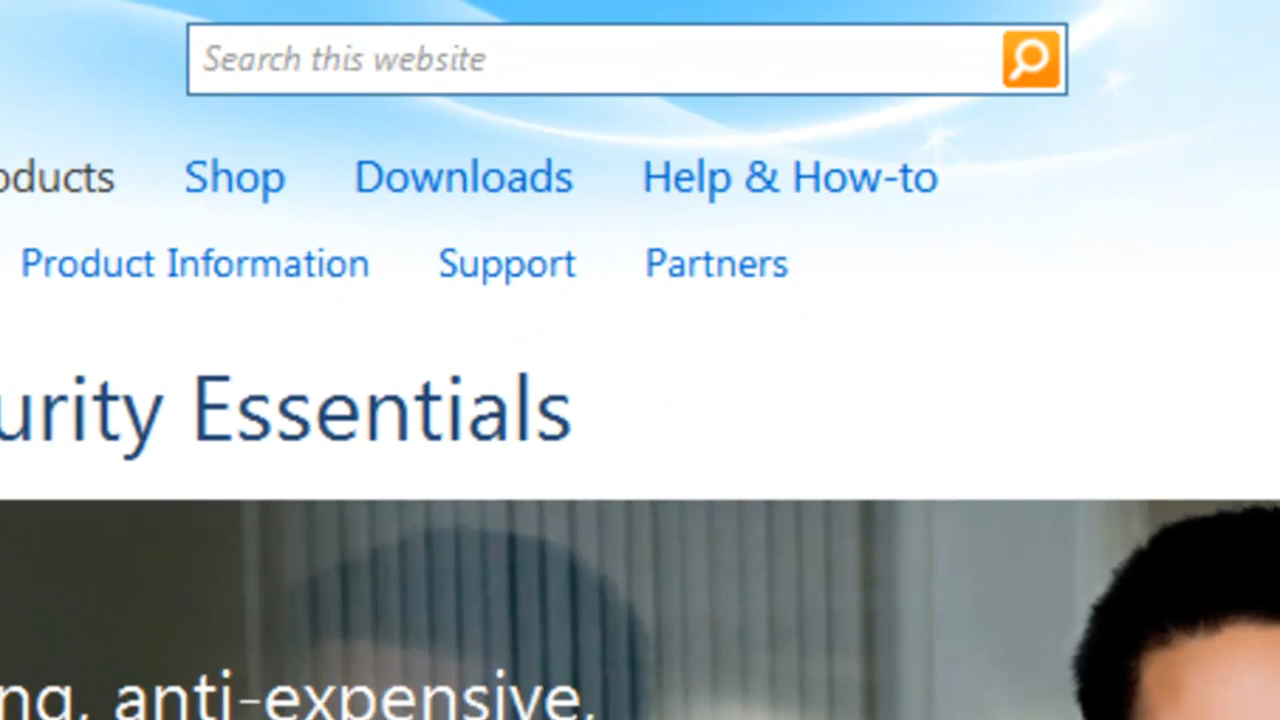 Search this website
oducts Shop Downloads Help & How-to
Product Information Support Partners
urity Essentials
ng, anti-expensive,